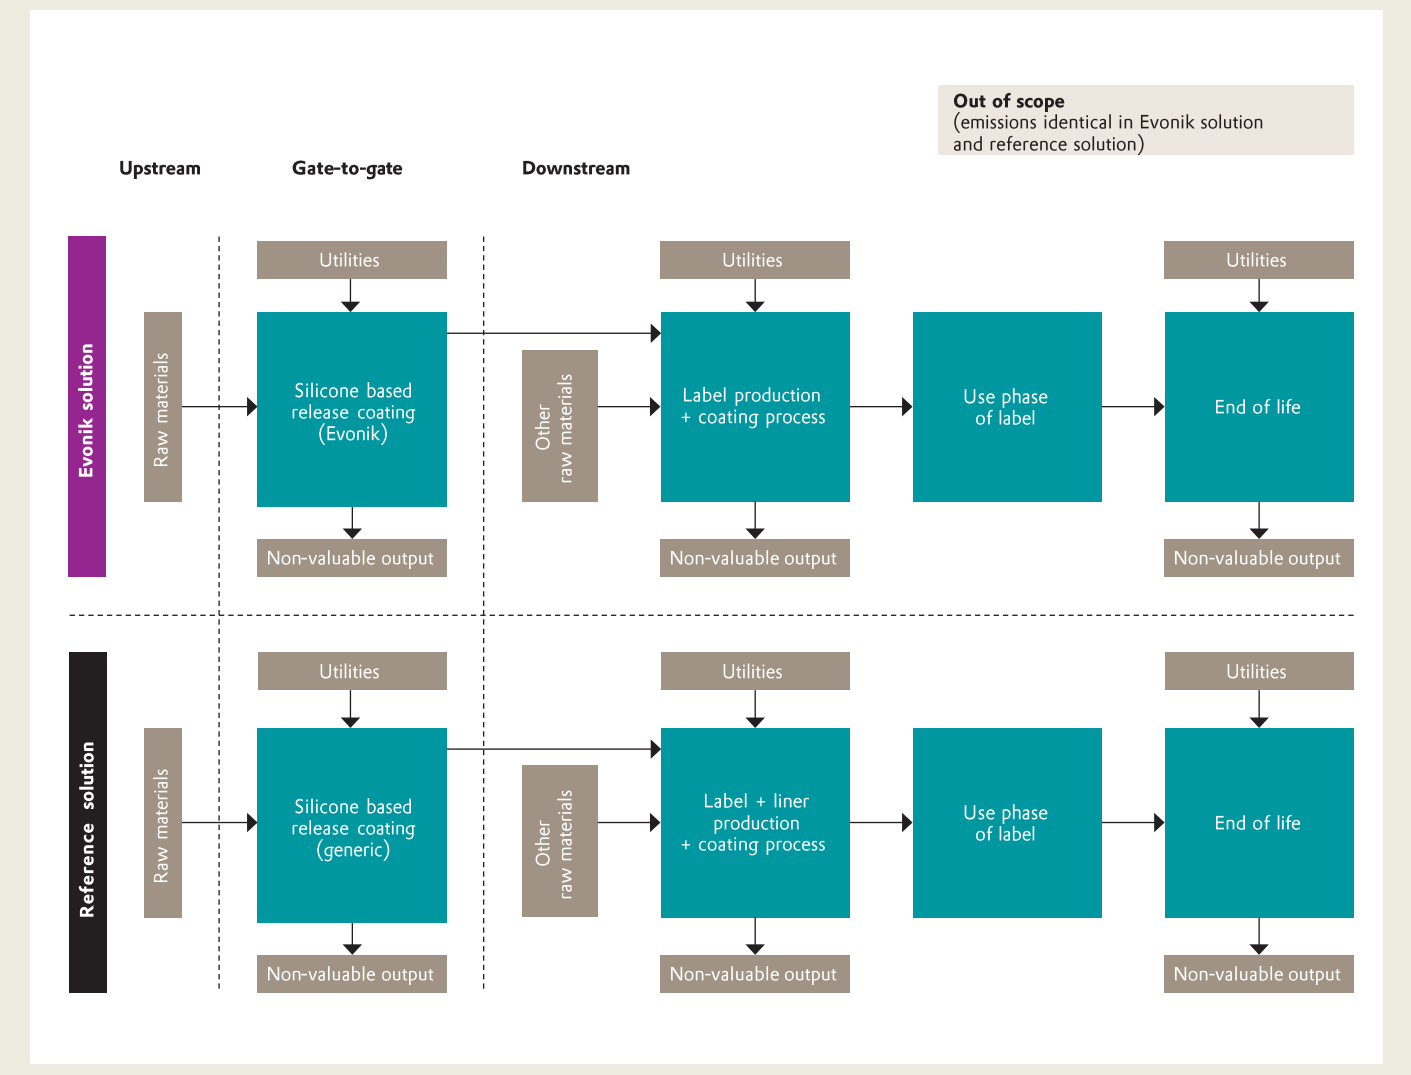 Out of scope
(emissions identical in Evonik solution
and reference solution)
Upstream
Gate-to-gate
Downstream
Evonik solution
Raw materials
Utilities
Silicone based
release coating
(Evonik)
Non-valuable output
Other
raw materials
Utilities
Label production
+ coating process
Non-valuable output
Use phase
of label
Utilities
End of life
Non-valuable output
Reference solution
Raw materials
Utilities
Silicone based
release coating
(generic)
Non-valuable output
Other
raw materials
Utilities
Label + liner
production
+ coating process
Non-valuable output
Use phase
of label
Utilities
End of life
Non-valuable output